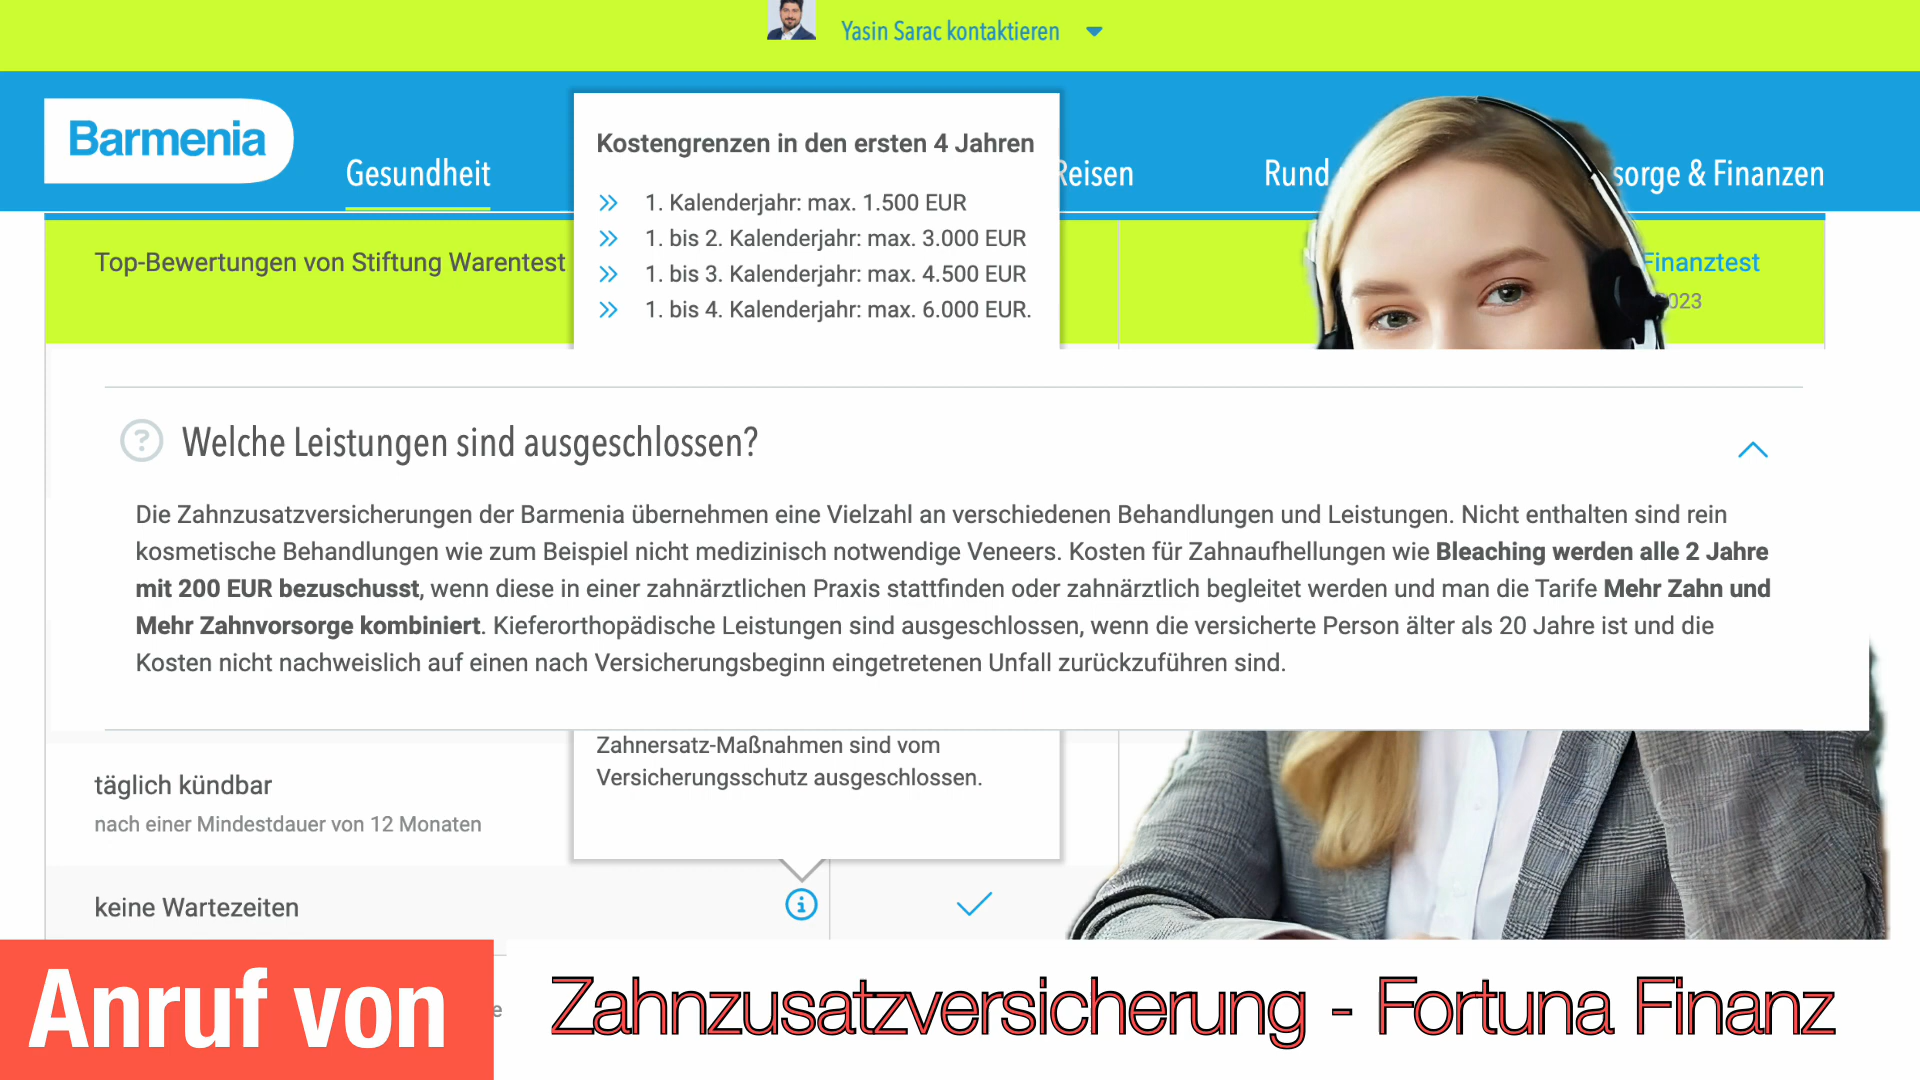 Yasin Sarac kontaktieren
Barmenia
Gesundheit
Reisen
Rund
sorge & Finanzen
Kostengrenzen in den ersten 4 Jahren
1. Kalenderjahr: max. 1.500 EUR
1. bis 2. Kalenderjahr: max. 3.000 EUR
1. bis 3. Kalenderjahr: max. 4.500 EUR
1. bis 4. Kalenderjahr: max. 6.000 EUR.
Top-Bewertungen von Stiftung Warentest
Finanztest
2023
Welche Leistungen sind ausgeschlossen?
Die Zahnzusatzversicherungen der Barmenia übernehmen eine Vielzahl an verschiedenen Behandlungen und Leistungen. Nicht enthalten sind rein
kosmetische Behandlungen wie zum Beispiel nicht medizinisch notwendige Veneers. Kosten für Zahnaufhellungen wie Bleaching werden alle 2 Jahre
mit 200 EUR bezuschusst, wenn diese in einer zahnärztlichen Praxis stattfinden oder zahnärztlich begleitet werden und man die Tarife Mehr Zahn und
Mehr Zahnvorsorge kombiniert. Kieferorthopädische Leistungen sind ausgeschlossen, wenn die versicherte Person älter als 20 Jahre ist und die
Kosten nicht nachweislich auf einen nach Versicherungsbeginn eingetretenen Unfall zurückzuführen sind.
Zahnersatz-Maßnahmen sind vom
Versicherungsschutz ausgeschlossen.
täglich kündbar
nach einer Mindestdauer von 12 Monaten
keine Wartezeiten
Anruf von
Zahnzusatzversicherung - Fortuna Finanz